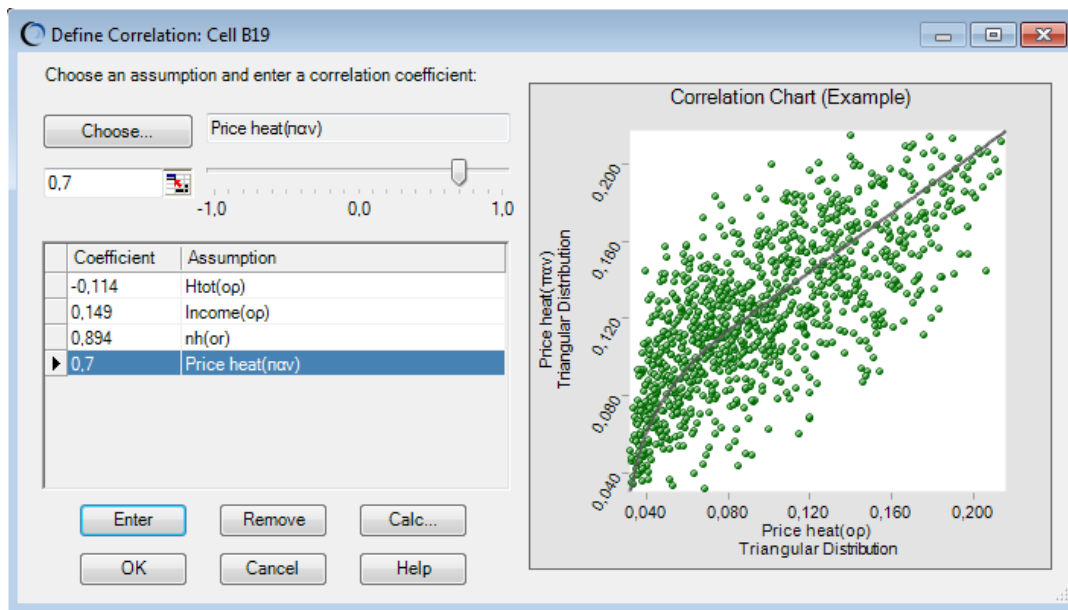 Define Correlation: Cell B19
Choose an assumption and enter a correlation coefficient:
Choose...
Price heat(παν)
0,7
-1,0 0,0 1,0
Coefficient Assumption
-0,114 Htot(ορ)
0,149 Income(ορ)
0,894 nh(or)
0,7 Price heat(παν)
Enter Remove Calc...
OK Cancel Help
Correlation Chart (Example)
Price heat(παν)
Triangular Distribution
0,200
0,160
0,120
0,080
0,040
0,040 0,080 0,120 0,160 0,200
Price heat(ορ)
Triangular Distribution